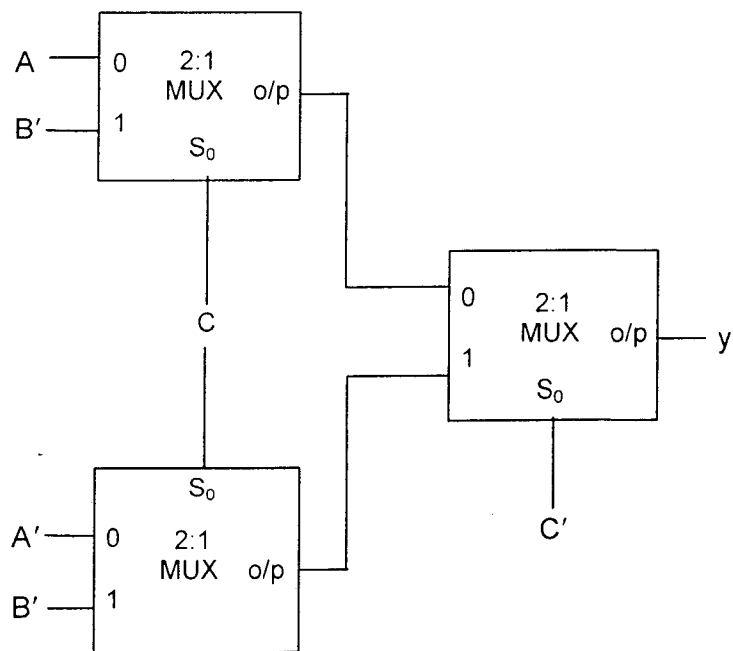 A
0
2:1
MUX
o/p
B′
1
S₀
C
0
2:1
MUX
o/p
y
1
S₀
C′
S₀
A′
0
2:1
MUX
o/p
B′
1